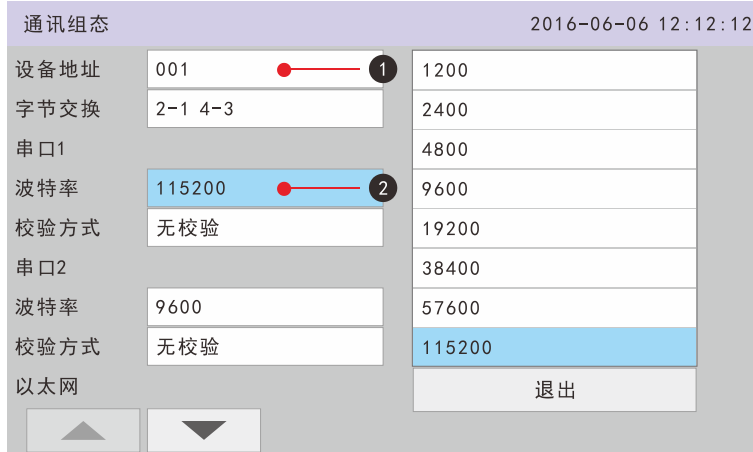 通讯组态 2016-06-06 12:12:12
设备地址 001 1
字节交换 2-1 4-3
串口1
波特率 115200 2
校验方式 无校验
串口2
波特率 9600
校验方式 无校验
以太网
1200
2400
4800
9600
19200
38400
57600
115200
退出